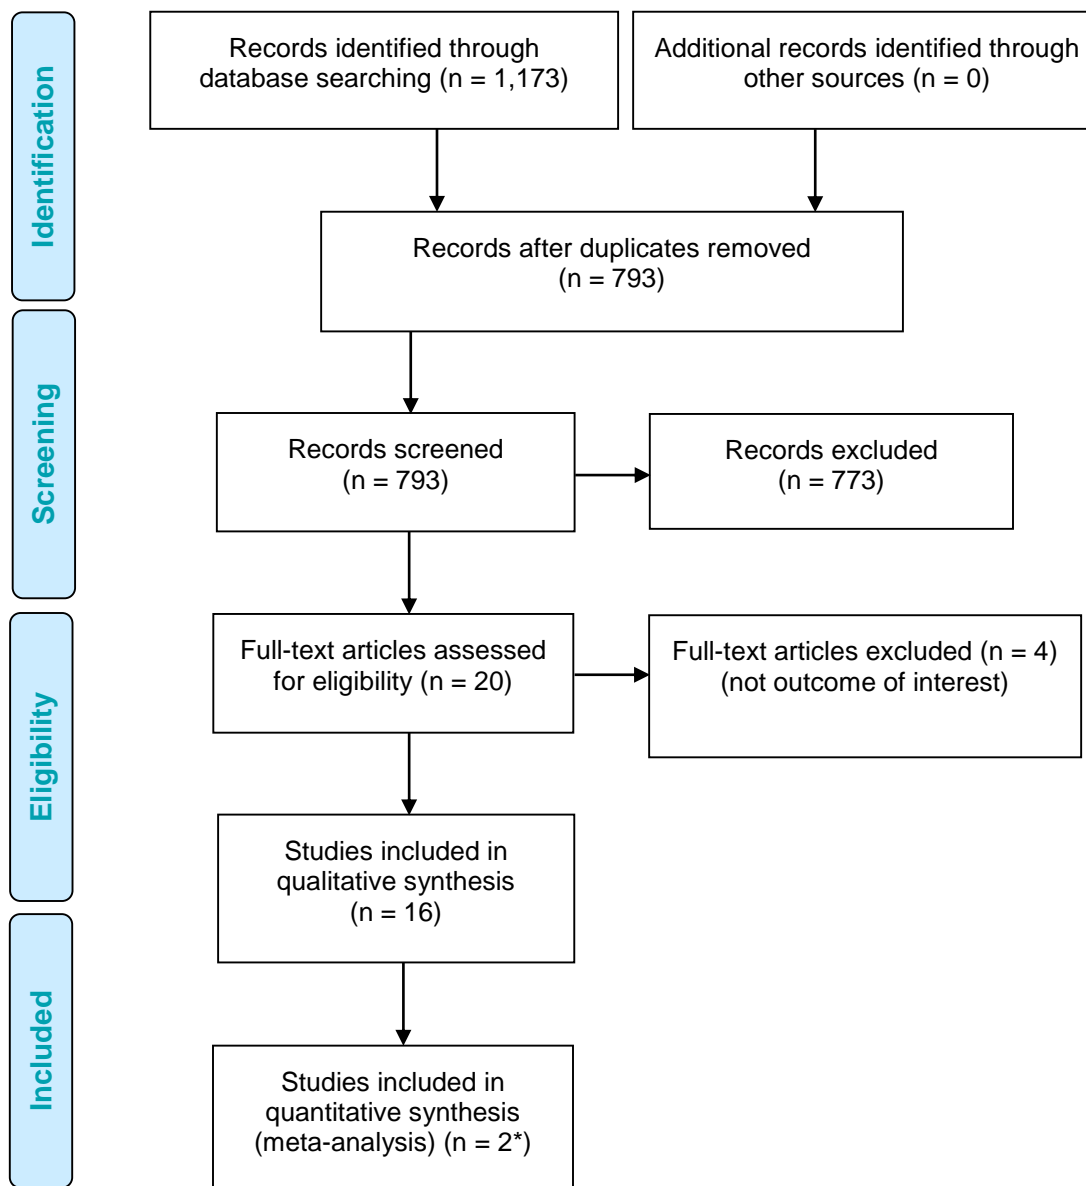 Identification
Records identified through
database searching (n = 1,173)
Additional records identified through
other sources (n = 0)
Records after duplicates removed
(n = 793)
Screening
Records screened
(n = 793)
Records excluded
(n = 773)
Eligibility
Full-text articles assessed
for eligibility (n = 20)
Full-text articles excluded (n = 4)
(not outcome of interest)
Studies included in
qualitative synthesis
(n = 16)
Included
Studies included in
quantitative synthesis
(meta-analysis) (n = 2*)